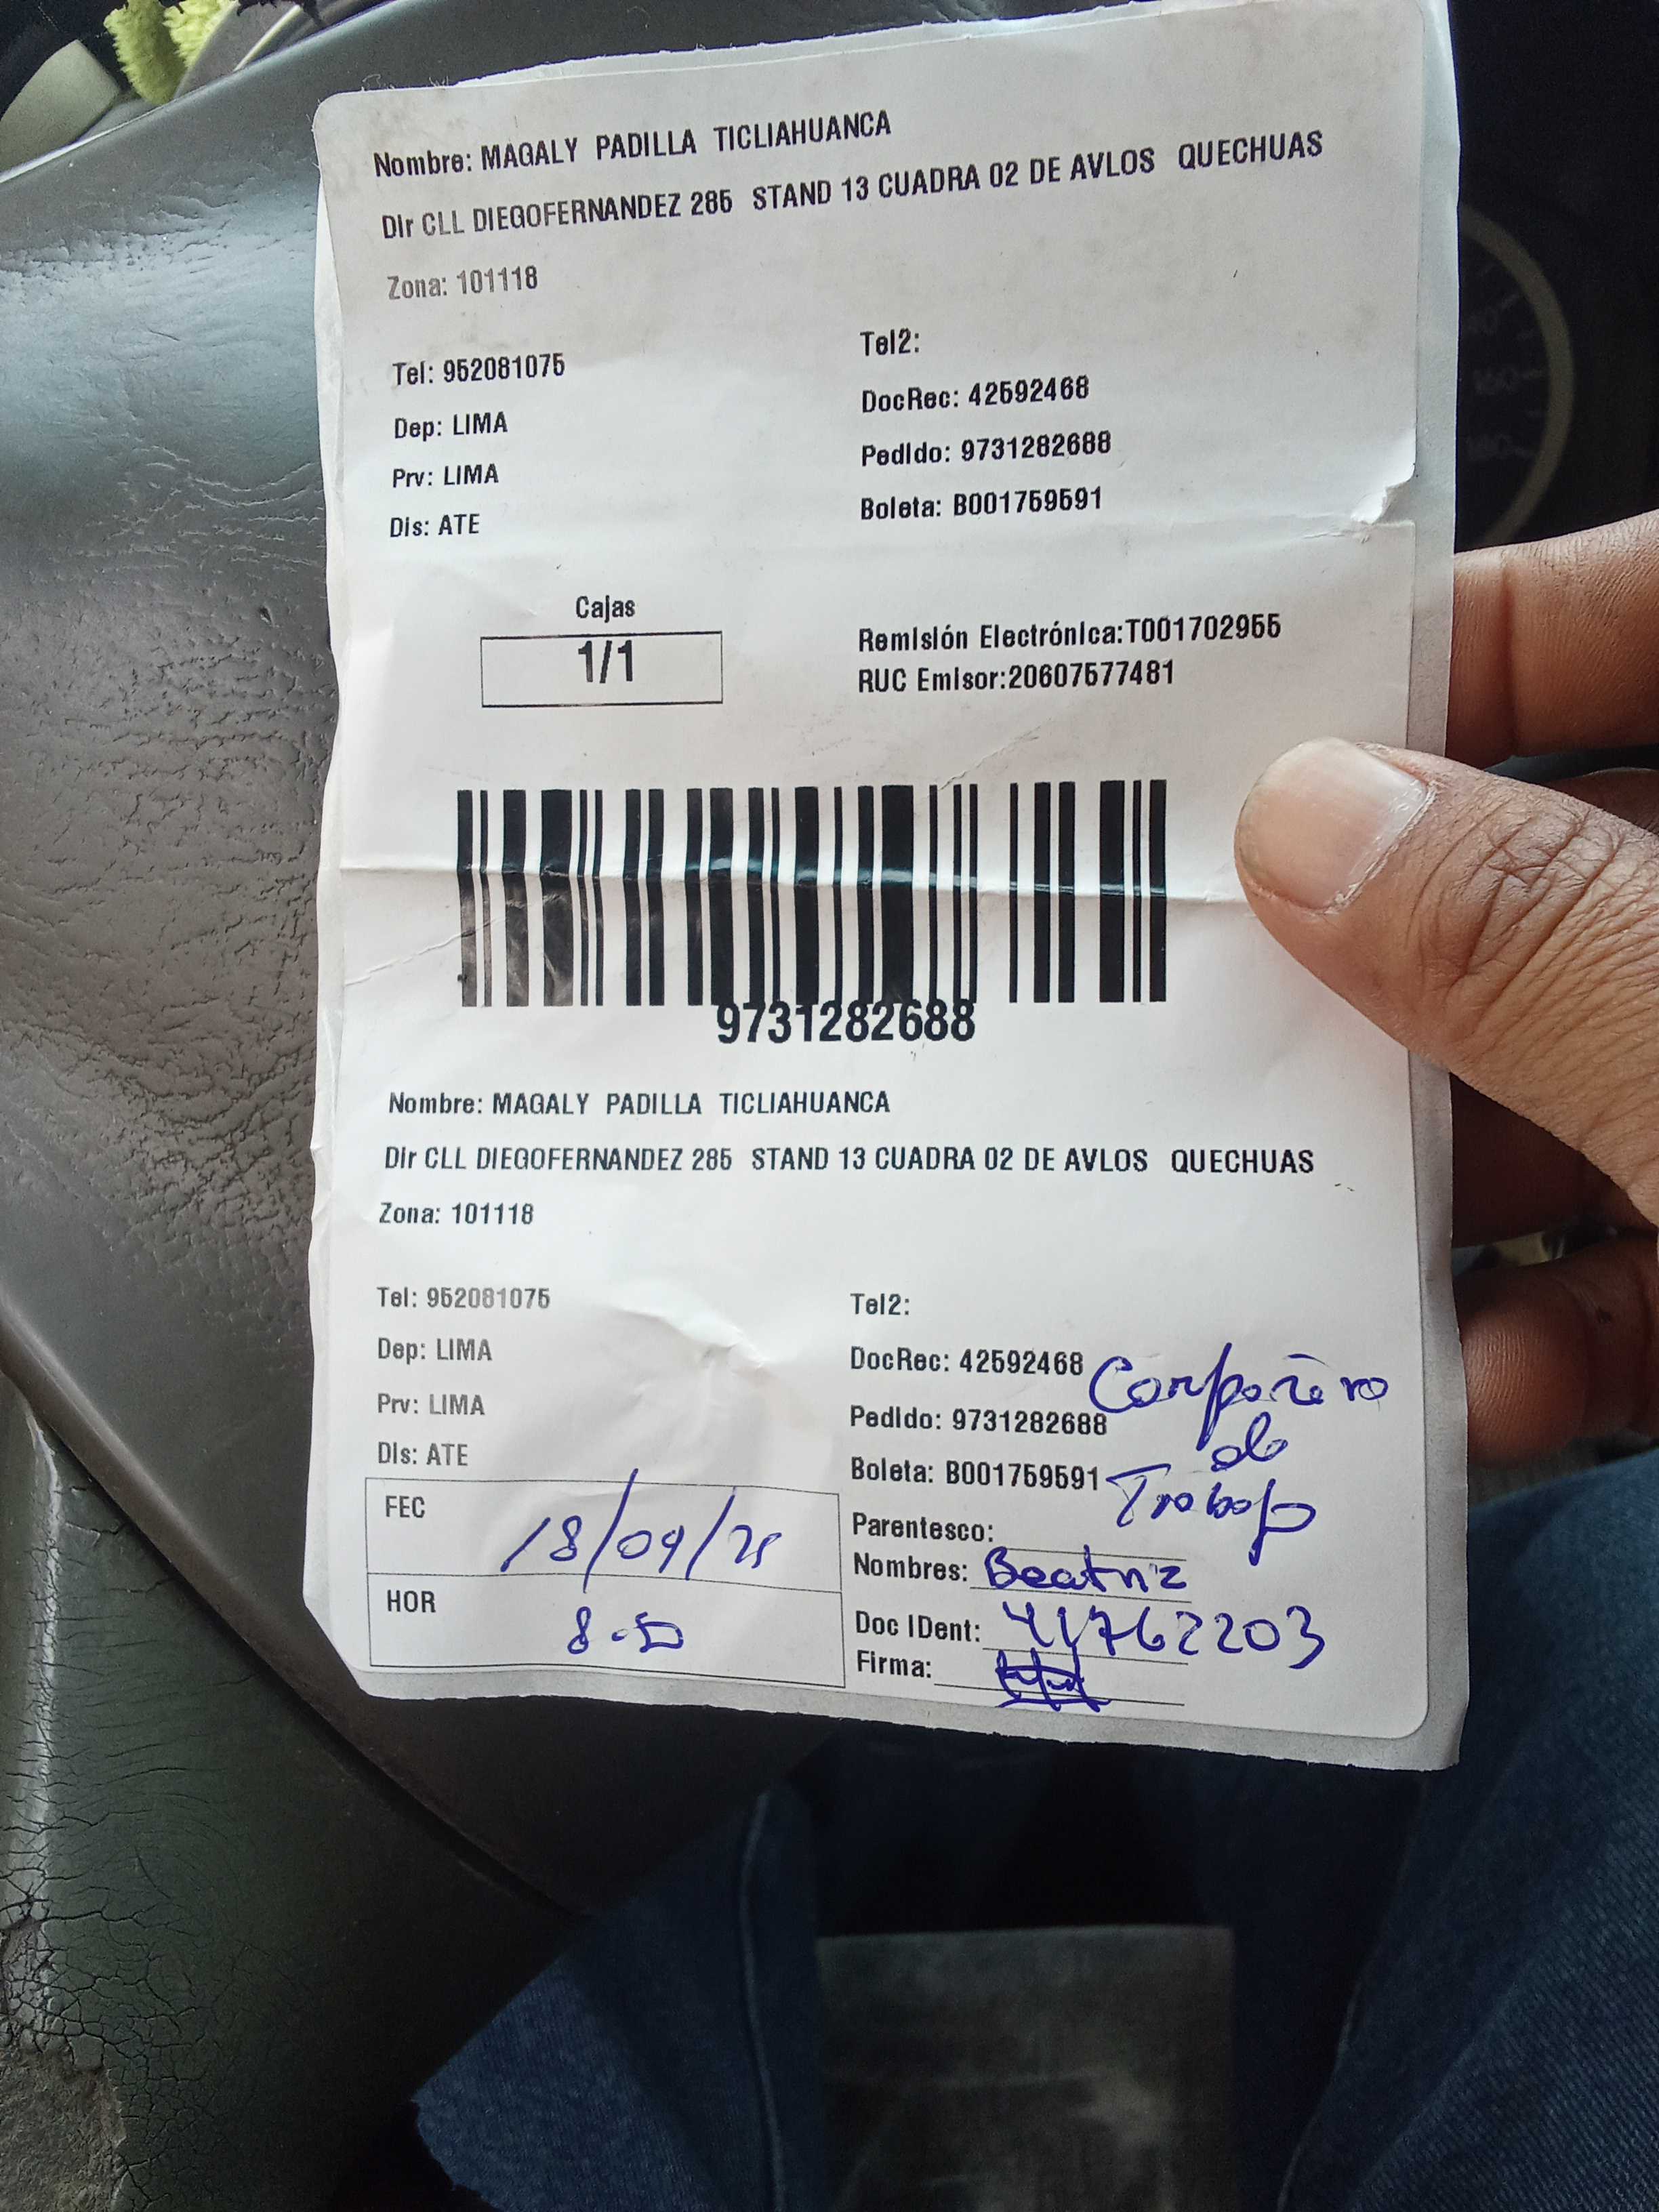 Nombre: MAGALY PADILLA TICLIAHUANCA
Dir CLL DIEGOFERNANDEZ 285 STAND 13 CUADRA 02 DE AVLOS QUECHUAS
Zona: 101118
Tel: 952081075
Tel2:
Dep: LIMA
DocRec: 42592468
Prv: LIMA
Pedido: 9731282688
Dis: ATE
Boleta: B001759591
Cajas
1/1
Remisión Electrónica:T001702955
RUC Emisor:20607577481
9731282688
Nombre: MAGALY PADILLA TICLIAHUANCA
Dir CLL DIEGOFERNANDEZ 285 STAND 13 CUADRA 02 DE AVLOS QUECHUAS
Zona: 101118
Tel: 952081075
Tel2:
Dep: LIMA
DocRec: 42592468 Compañero
Prv: LIMA
Pedido: 9731282688 de
Dis: ATE
Boleta: B001759591 Trabajo
FEC 18/09/25
Parentesco:
Nombres: Beatriz
HOR 8.50
Doc IDent: 41762203
Firma: